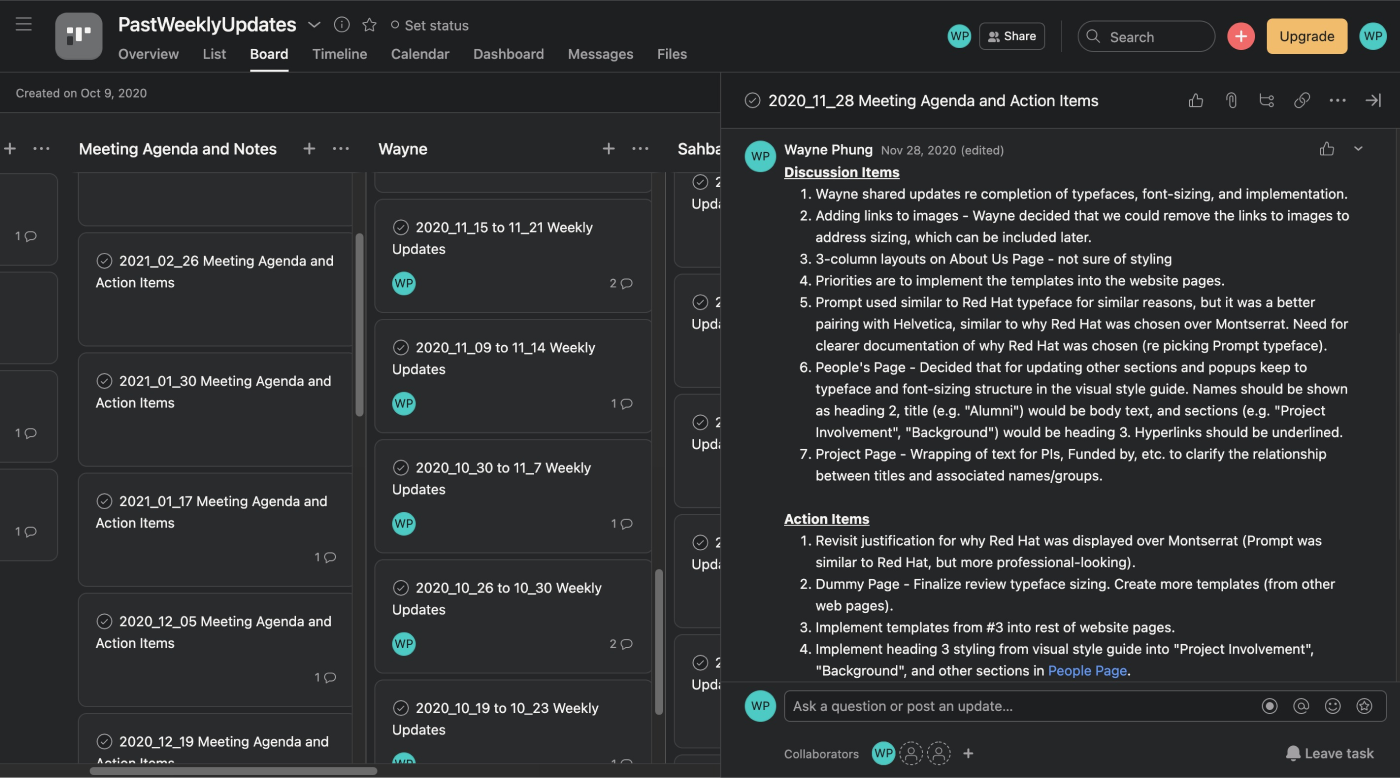 PastWeeklyUpdates
Set status
Overview List Board Timeline Calendar Dashboard Messages Files
WP Share Search Upgrade WP
Created on Oct 9, 2020
1
1
1
Meeting Agenda and Notes
2021_02_26 Meeting Agenda and
Action Items
2021_01_30 Meeting Agenda and
Action Items
2021_01_17 Meeting Agenda and
Action Items
1
2020_12_05 Meeting Agenda and
Action Items
1
2020_12_19 Meeting Agenda and
Action Items
Wayne
2020_11_15 to 11_21 Weekly
Updates
WP 2
2020_11_09 to 11_14 Weekly
Updates
WP 1
2020_10_30 to 11_7 Weekly
Updates
WP 1
2020_10_26 to 10_30 Weekly
Updates
WP 2
2020_10_19 to 10_23 Weekly
Updates
WP 1
Sahba
2
Upda
2
Upda
2
Upda
2
Upda
2
Upda
2020_11_28 Meeting Agenda and Action Items
WP Wayne Phung Nov 28, 2020 (edited)
Discussion Items
1. Wayne shared updates re completion of typefaces, font-sizing, and implementation.
2. Adding links to images - Wayne decided that we could remove the links to images to
address sizing, which can be included later.
3. 3-column layouts on About Us Page - not sure of styling
4. Priorities are to implement the templates into the website pages.
5. Prompt used similar to Red Hat typeface for similar reasons, but it was a better
pairing with Helvetica, similar to why Red Hat was chosen over Montserrat. Need for
clearer documentation of why Red Hat was chosen (re picking Prompt typeface).
6. People's Page - Decided that for updating other sections and popups keep to
typeface and font-sizing structure in the visual style guide. Names should be shown
as heading 2, title (e.g. "Alumni") would be body text, and sections (e.g. "Project
Involvement", "Background") would be heading 3. Hyperlinks should be underlined.
7. Project Page - Wrapping of text for PIs, Funded by, etc. to clarify the relationship
between titles and associated names/groups.
Action Items
1. Revisit justification for why Red Hat was displayed over Montserrat (Prompt was
similar to Red Hat, but more professional-looking).
2. Dummy Page - Finalize review typeface sizing. Create more templates (from other
web pages).
3. Implement templates from #3 into rest of website pages.
4. Implement heading 3 styling from visual style guide into "Project Involvement",
"Background", and other sections in People Page.
WP Ask a question or post an update...
Collaborators WP Leave task